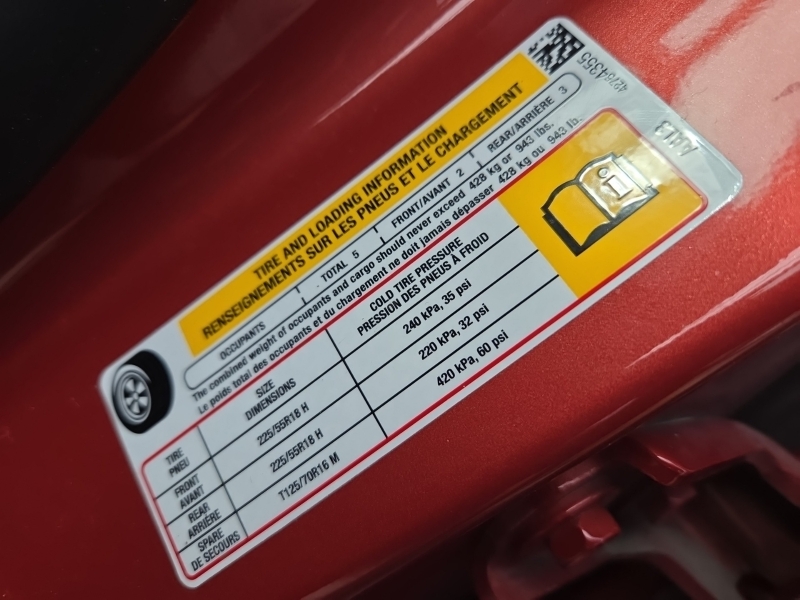 42754355
A4L3
TIRE AND LOADING INFORMATION
RENSEIGNEMENTS SUR LES PNEUS ET LE CHARGEMENT
OCCUPANTS TOTAL 5 FRONT/AVANT 2 REAR/ARRIÈRE 3
The combined weight of occupants and cargo should never exceed 428 kg or 943 lbs.
Le poids total des occupants et du chargement ne doit jamais dépasser 428 kg ou 943 lb.
TIRE
PNEU
SIZE
DIMENSIONS
COLD TIRE PRESSURE
PRESSION DES PNEUS À FROID
FRONT
AVANT
225/55R18 H
240 kPa, 35 psi
REAR
ARRIÈRE
225/55R18 H
220 kPa, 32 psi
SPARE
DE SECOURS
T125/70R16 M
420 kPa, 60 psi
i